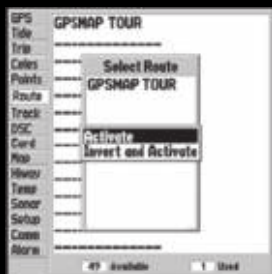 GPS
Tide
Trip
Celes
Points
Route
Track
DSC
Card
Map
Hiway
Temp
Sonar
Setup
Comm
Alarm
GPSMAP TOUR
Select Route
GPSMAP TOUR
Activate
Invert and Activate
49 Available
1 Used